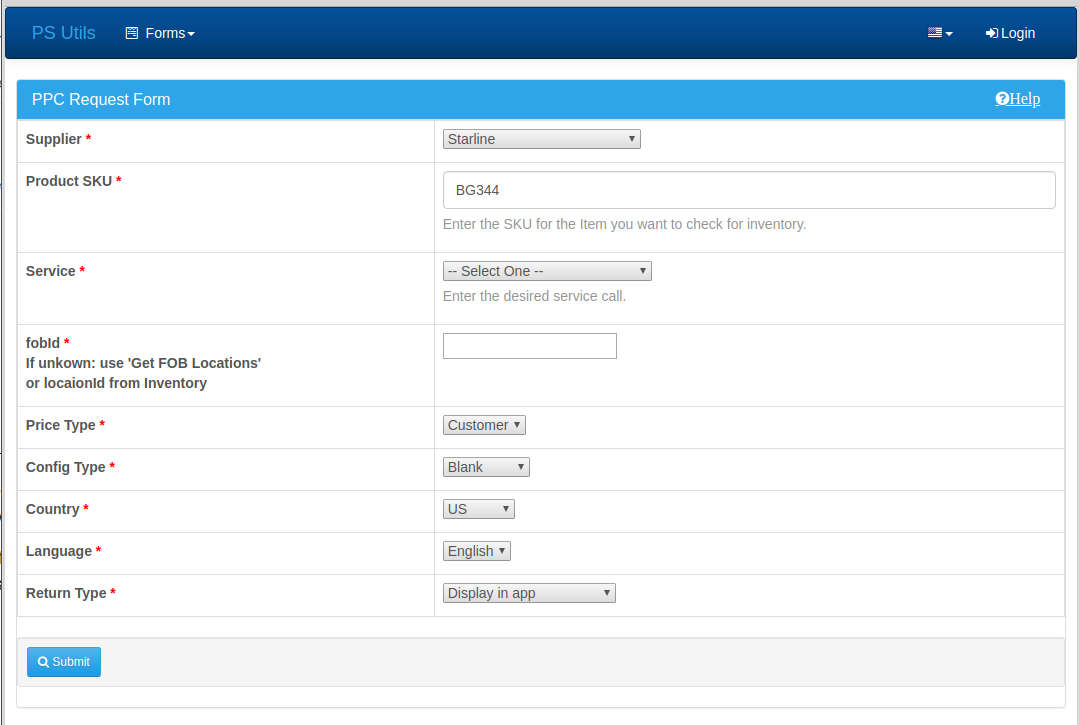 PS Utils Forms Login
PPC Request Form Help
Supplier * Starline
Product SKU * BG344
Enter the SKU for the Item you want to check for inventory.
Service * -- Select One --
Enter the desired service call.
fobId *
If unkown: use 'Get FOB Locations'
or locaionId from Inventory
Price Type * Customer
Config Type * Blank
Country * US
Language * English
Return Type * Display in app
Submit